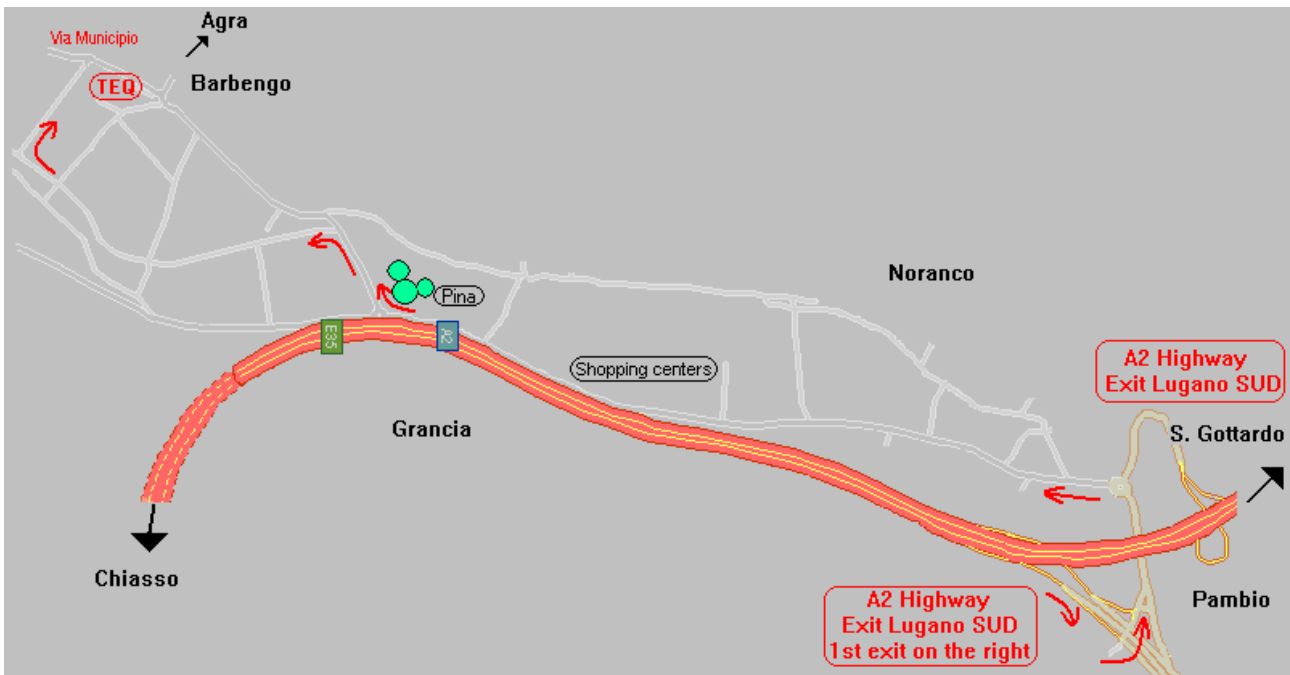 Agra
Via Municipio
TEQ
Barbengo
Noranco
Pina
E35
A2
Shopping centers
A2 Highway
Exit Lugano SUD
Grancia
S. Gottardo
Chiasso
A2 Highway
Exit Lugano SUD
1st exit on the right
Pambio